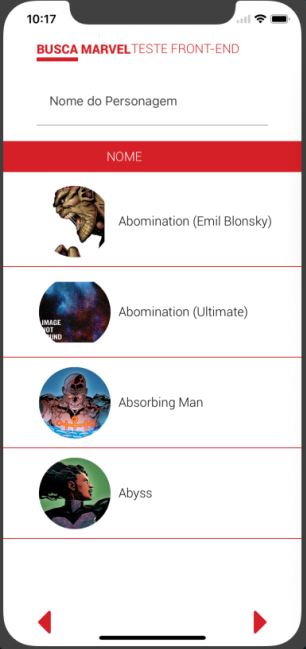 10:17
BUSCA MARVEL TESTE FRONT-END
Nome do Personagem
NOME
Abomination (Emil Blonsky)
IMAGE
NOT
FOUND
Abomination (Ultimate)
Absorbing Man
Abyss